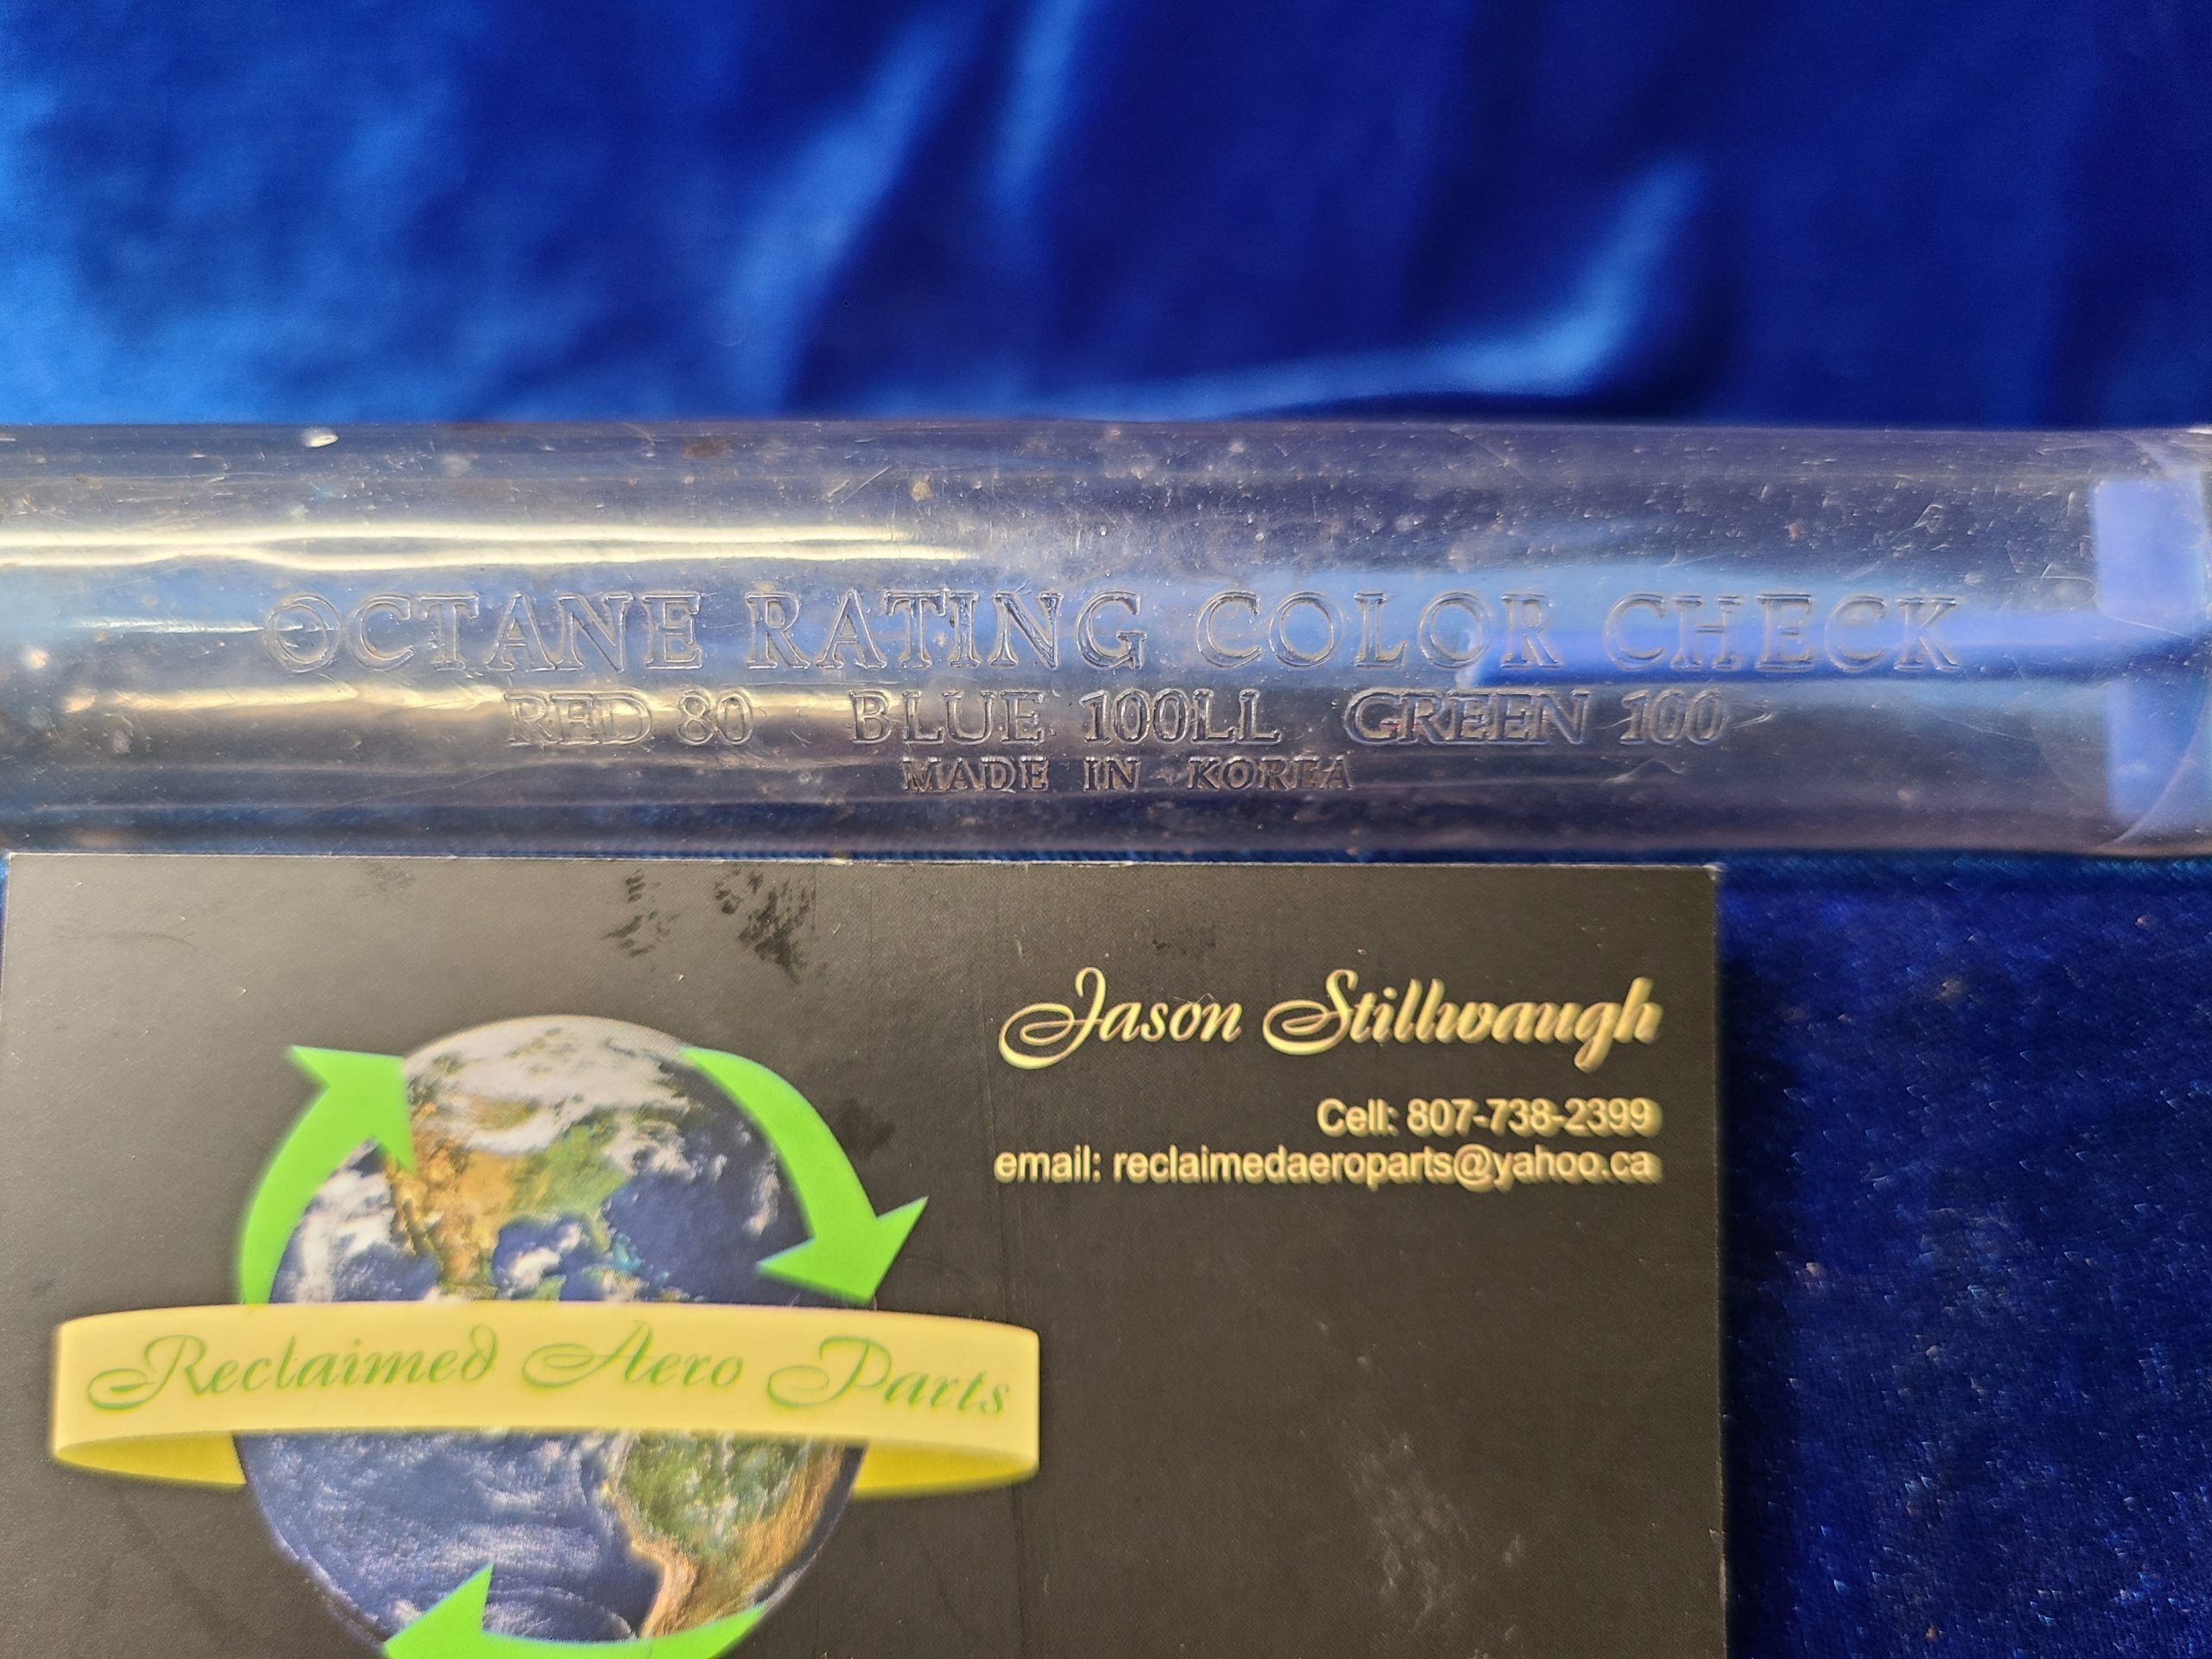 OCTANE RATING COLOR CHECK
RED 80 BLUE 100LL GREEN 100
MADE IN KOREA
Jason Stillwaugh
Cell: 807-738-2399
email: reclaimedaeroparts@yahoo.ca
Reclaimed Aero Parts